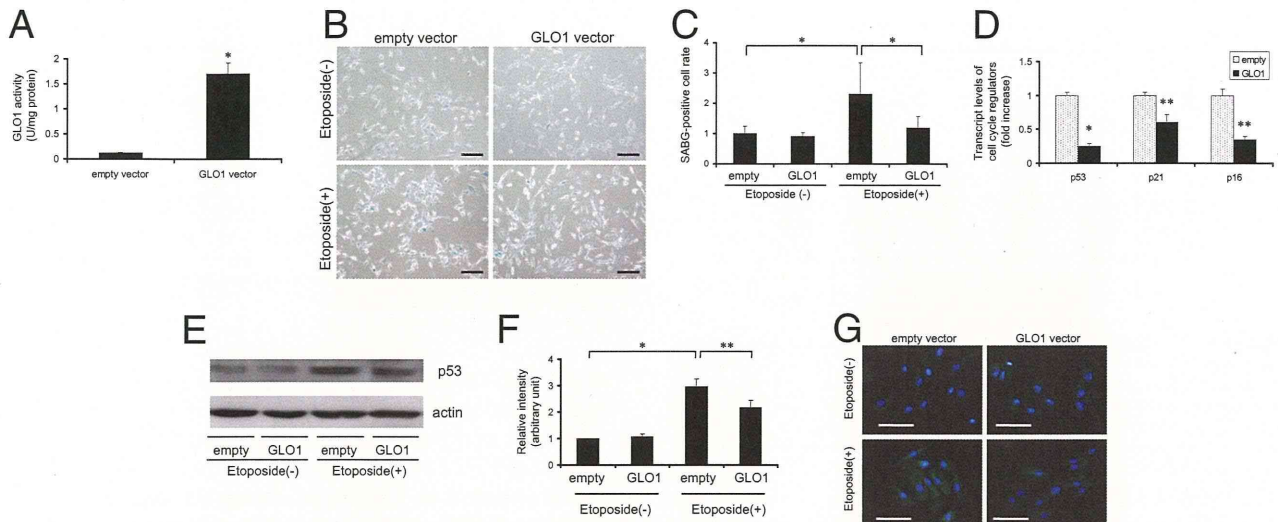 A
GLO1 activity
(U/mg protein)
2
1.5
1
0.5
0
*
empty vector
GLO1 vector
B
empty vector
GLO1 vector
Etoposide(-)
Etoposide(+)
C
SABG-positive cell rate
4
3
2
1
0
*
*
empty
GLO1
empty
GLO1
Etoposide (-)
Etoposide(+)
D
empty
GLO1
Transcript levels of
cell cycle regulators
(fold increase)
1.5
1
0.5
0
*
**
**
p53
p21
p16
E
p53
actin
empty
GLO1
empty
GLO1
Etoposide(-)
Etoposide(+)
F
Relative intensity
(arbitrary unit)
4
3
2
1
0
*
**
empty
GLO1
empty
GLO1
Etoposide(-)
Etoposide(+)
G
empty vector
GLO1 vector
Etoposide(-)
Etoposide(+)